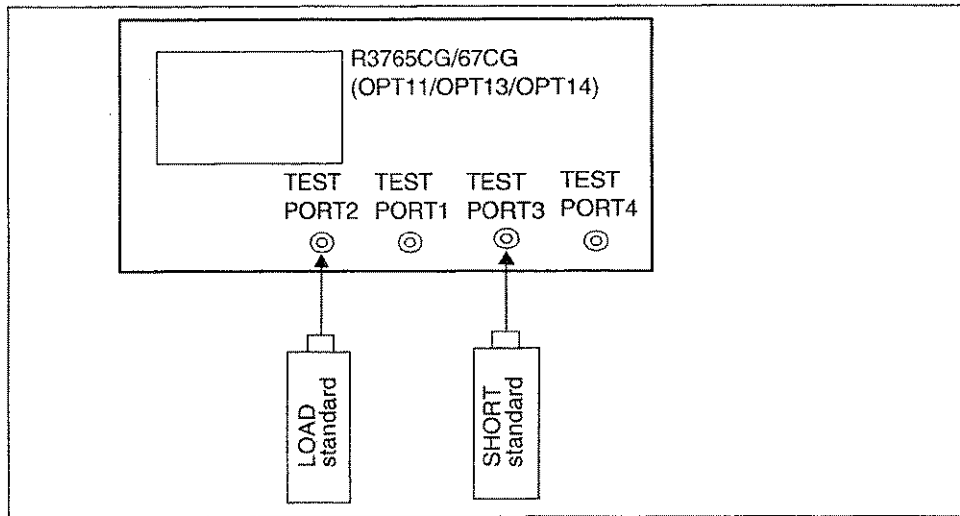 R3765CG/67CG
(OPT11/OPT13/OPT14)
TEST PORT2
TEST PORT1
TEST PORT3
TEST PORT4
LOAD
standard
SHORT
standard